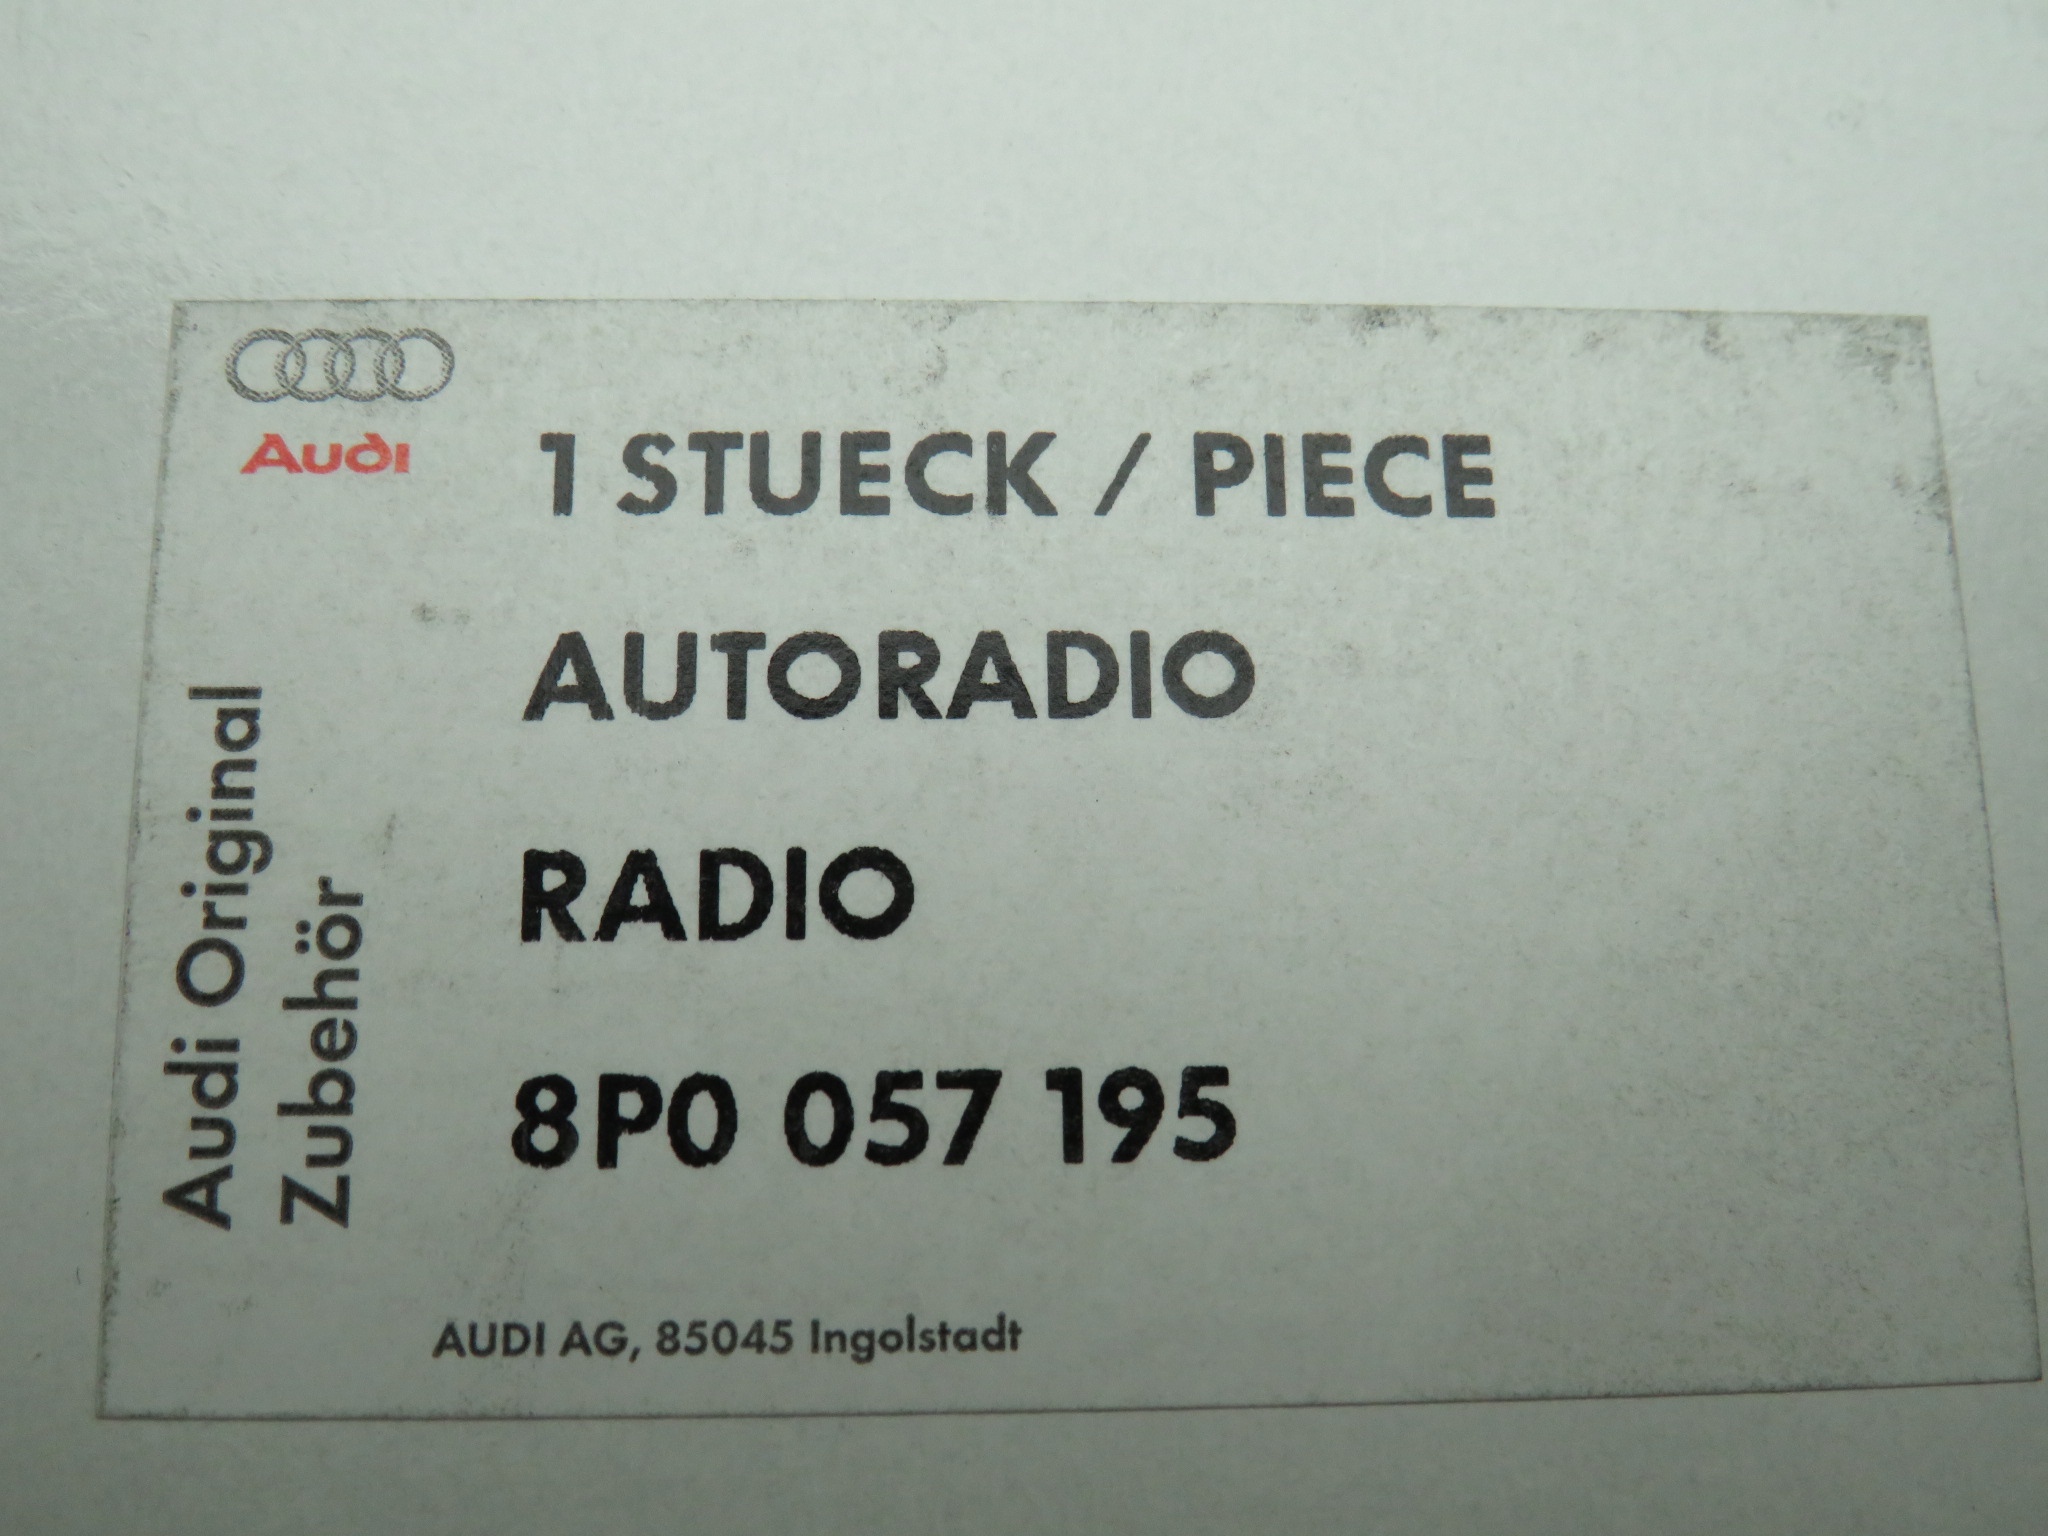 Audi
1 STUECK / PIECE
AUTORADIO
RADIO
8P0 057 195
Audi Original
Zubehör
AUDI AG, 85045 Ingolstadt